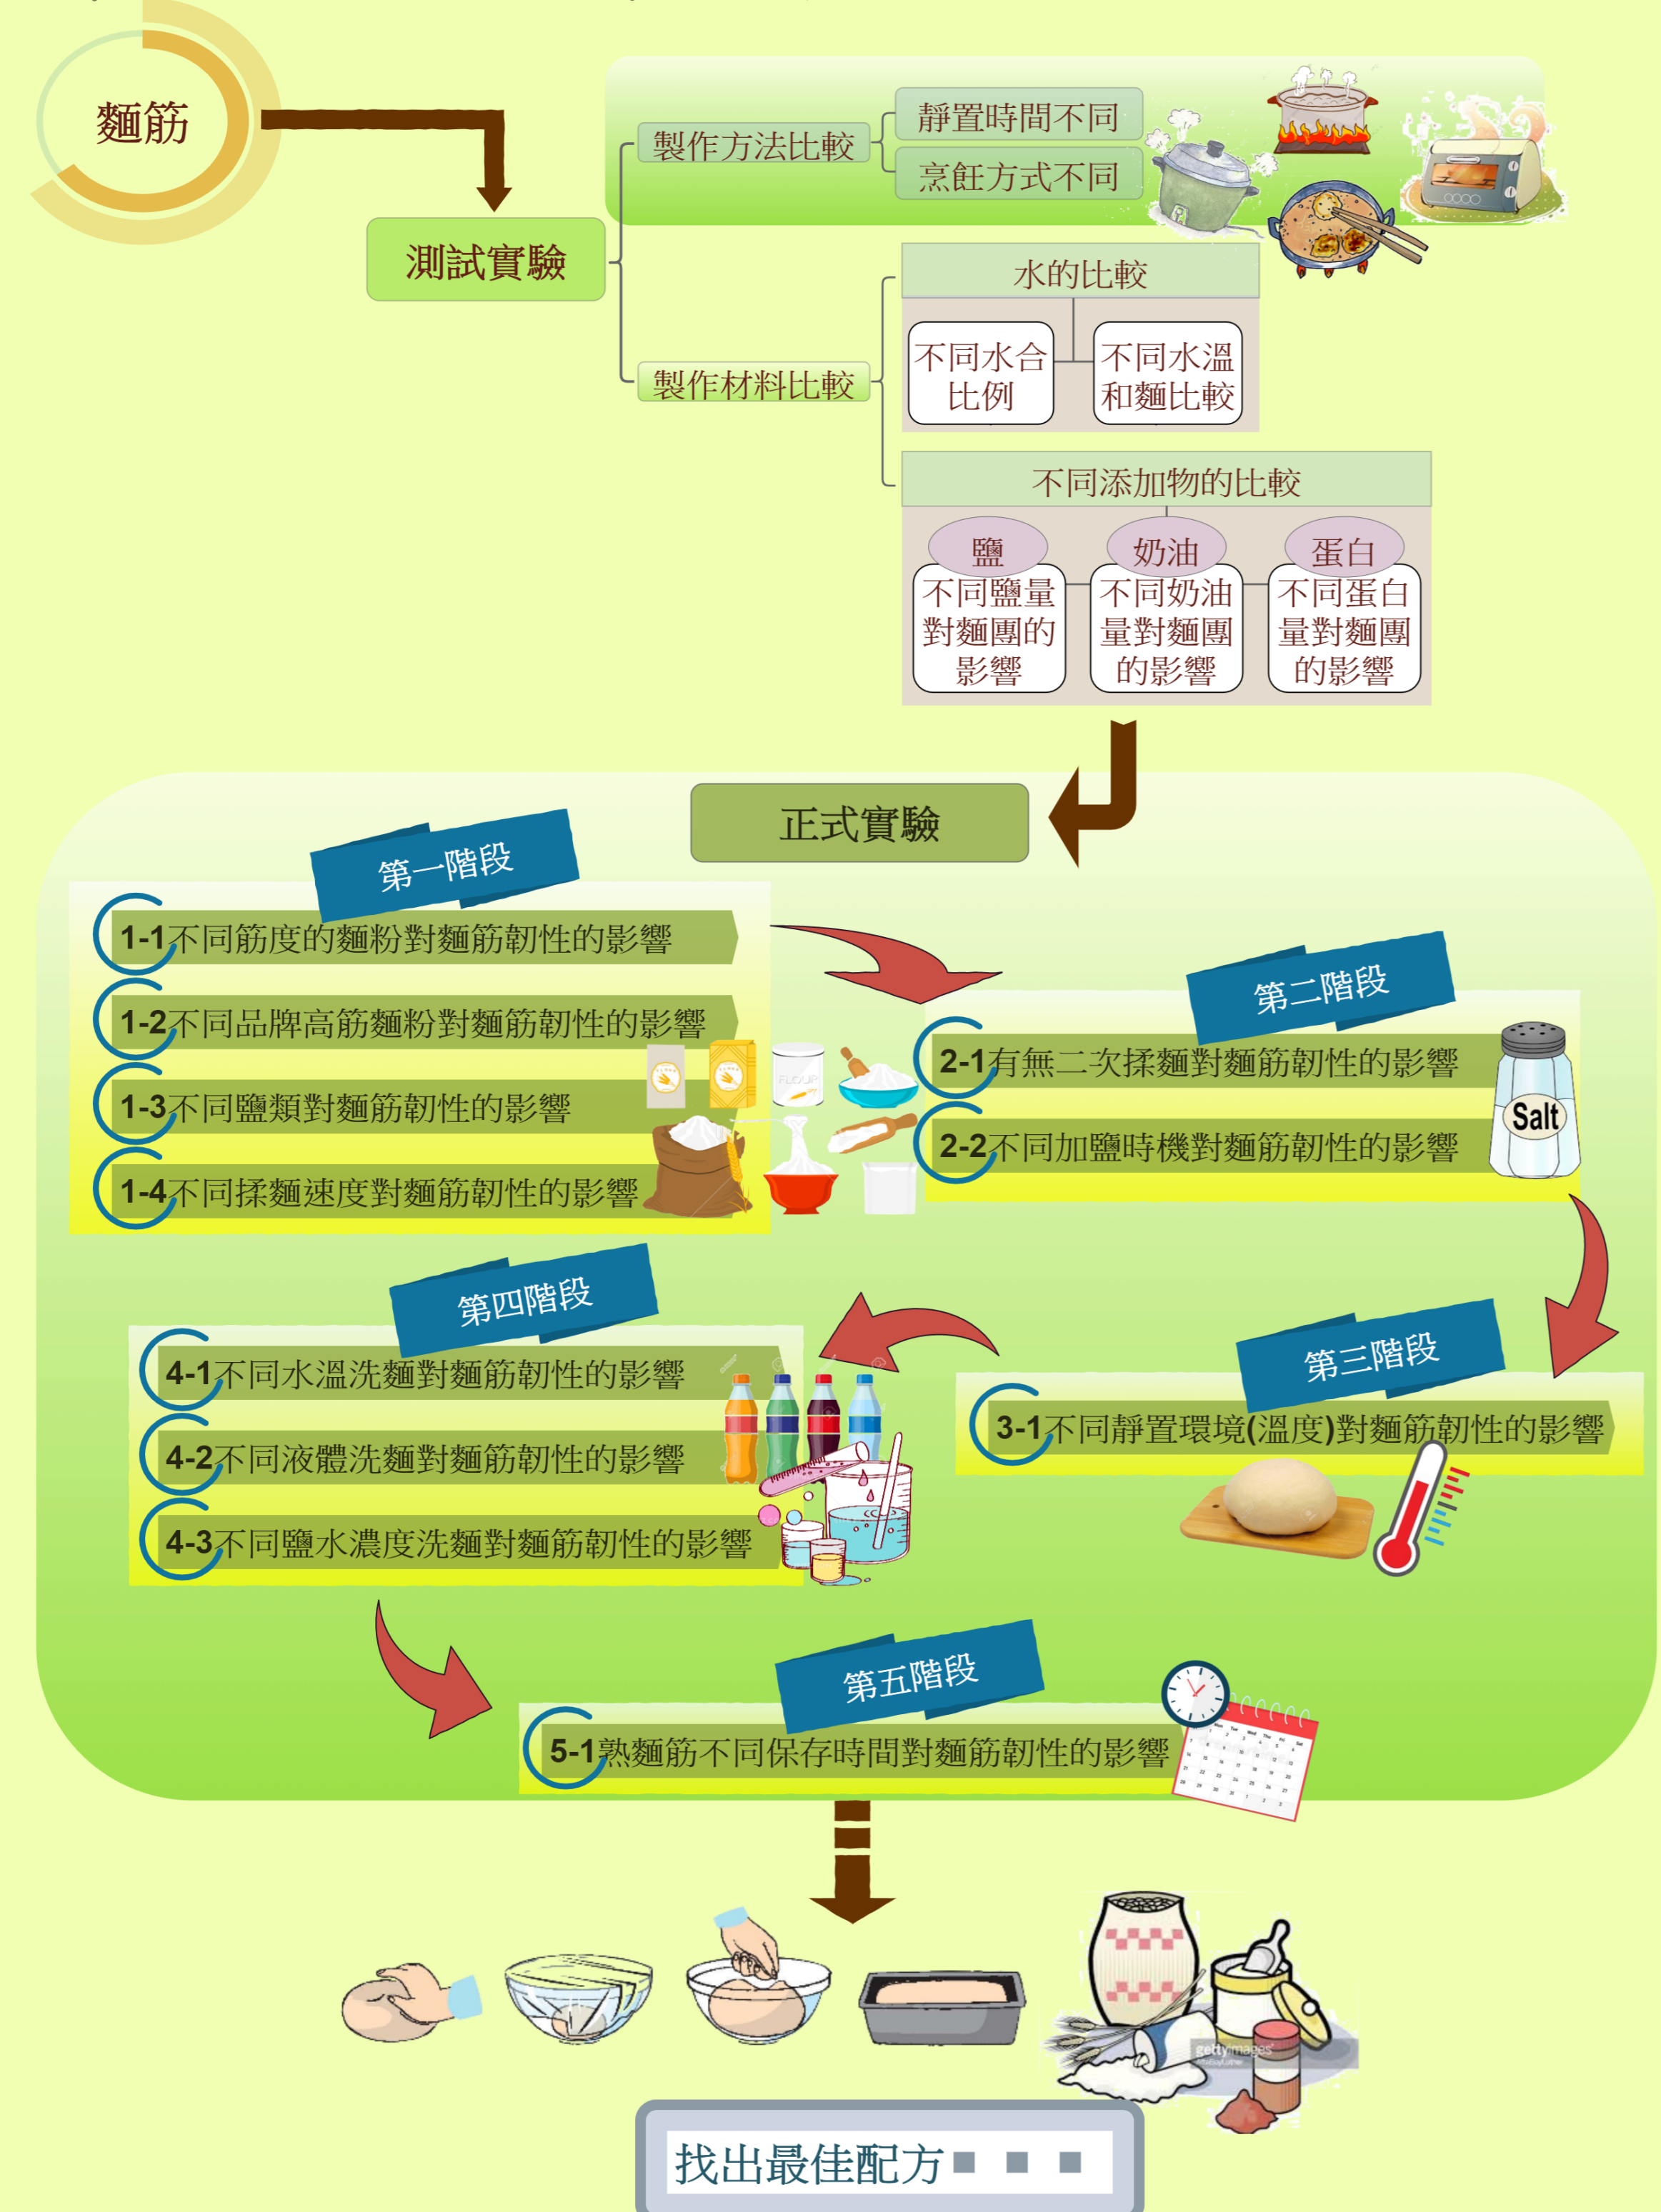 麵筋
測試實驗
製作方法比較
靜置時間不同
烹飪方式不同
製作材料比較
水的比較
不同水合
比例
不同水溫
和麵比較
不同添加物的比較
鹽
不同鹽量
對麵團的
影響
奶油
不同奶油
量對麵團
的影響
蛋白
不同蛋白
量對麵團
的影響
正式實驗
第一階段
1-1不同筋度的麵粉對麵筋韌性的影響
1-2不同品牌高筋麵粉對麵筋韌性的影響
1-3不同鹽類對麵筋韌性的影響
1-4不同揉麵速度對麵筋韌性的影響
第二階段
2-1有無二次揉麵對麵筋韌性的影響
2-2不同加鹽時機對麵筋韌性的影響
Salt
第三階段
3-1不同靜置環境(溫度)對麵筋韌性的影響
第四階段
4-1不同水溫洗麵對麵筋韌性的影響
4-2不同液體洗麵對麵筋韌性的影響
4-3不同鹽水濃度洗麵對麵筋韌性的影響
第五階段
5-1熟麵筋不同保存時間對麵筋韌性的影響
gettyimages
找出最佳配方